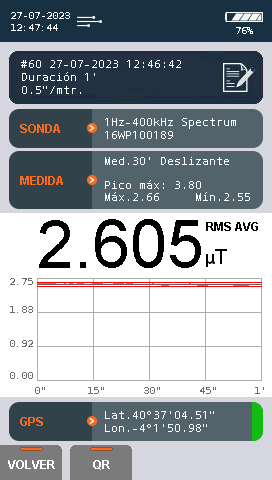 27-07-2023
12:47:44
76%
#60 27-07-2023 12:46:42
Duración 1'
0.5"/mtr.
SONDA
1Hz-400kHz Spectrum
16WP100189
MEDIDA
Med.30' Deslizante
Pico máx: 3.80
Máx.2.66 Mín.2.55
2.605 RMS AVG
µT
2.75
1.83
0.92
0.00
0" 15" 30" 45" 1'
GPS
Lat.40°37'04.51"
Lon.-4°1'50.98"
VOLVER QR